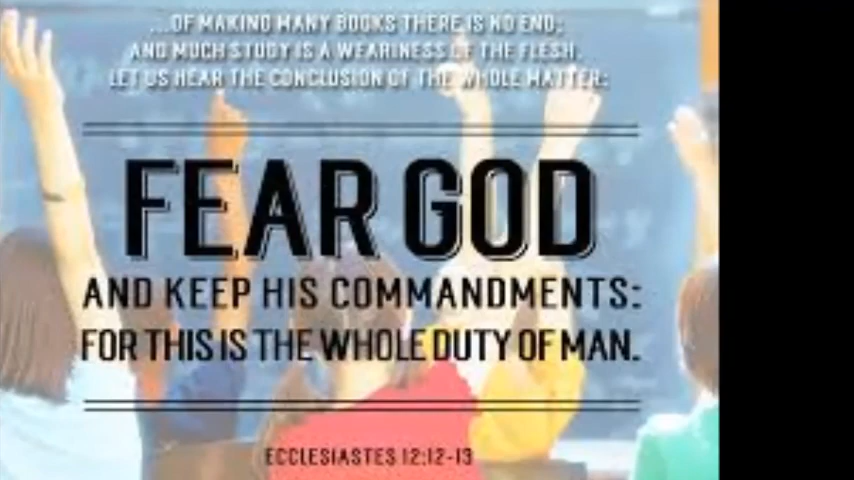 ...OF MAKING MANY BOOKS THERE IS NO END;
AND MUCH STUDY IS A WEARINESS OF THE FLESH.
LET US HEAR THE CONCLUSION OF THE WHOLE MATTER:
FEAR GOD
AND KEEP HIS COMMANDMENTS:
FOR THIS IS THE WHOLE DUTY OF MAN.
ECCLESIASTES 12:12-13